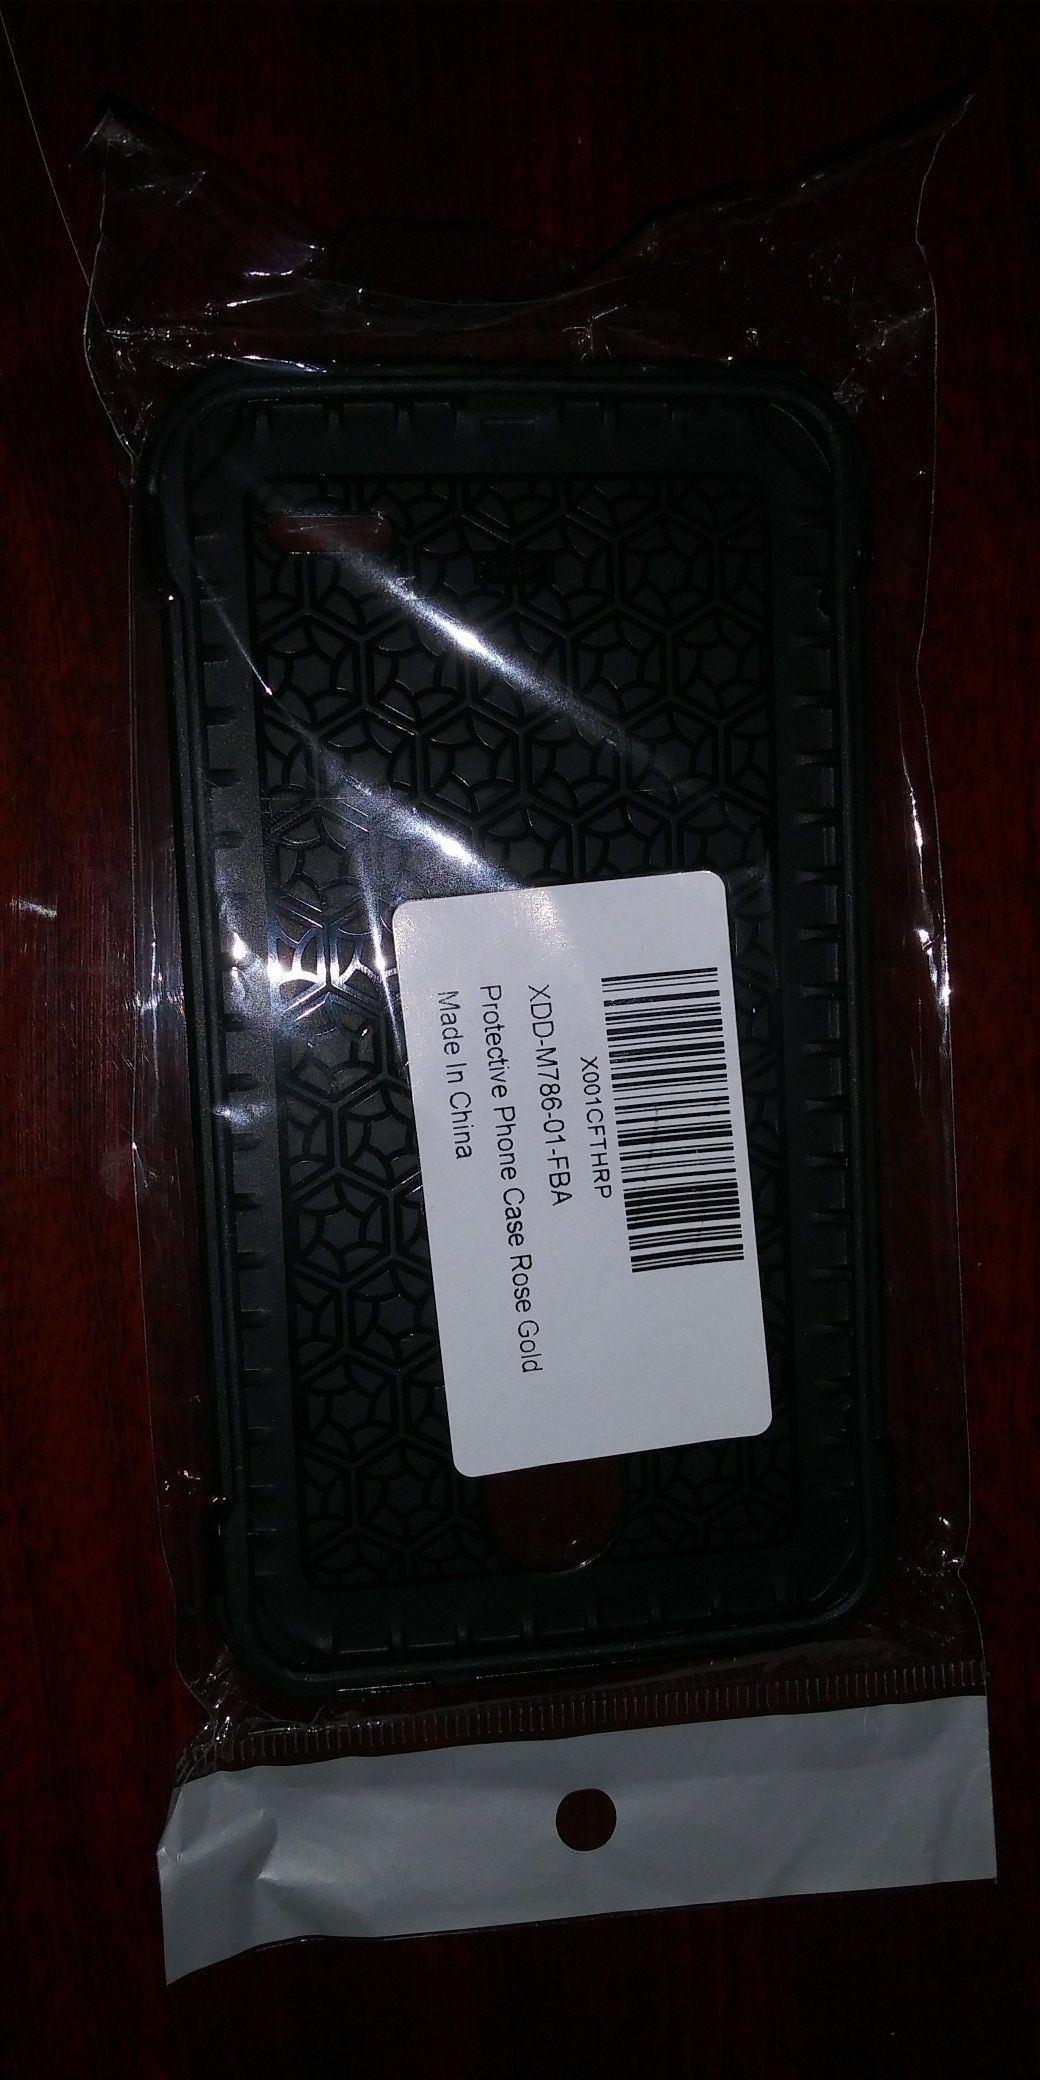 X001CFTHRP
XDD-M786-01-FBA
Protective Phone Case Rose Gold
Made In China